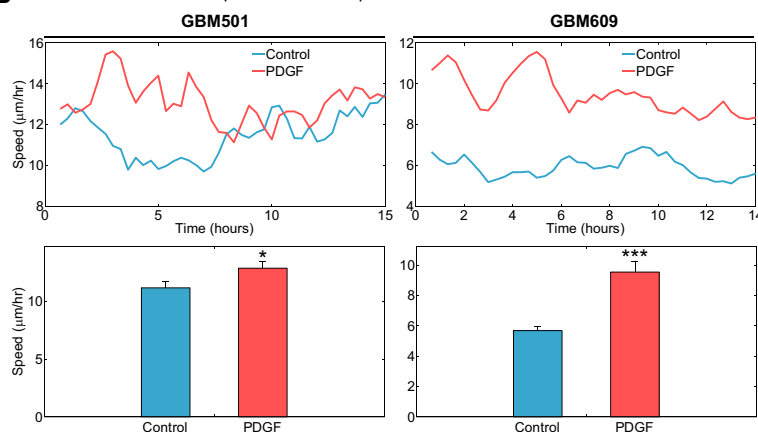 GBM501 GBM609
16
14
12
10
8
Speed (μm/hr)
Control
PDGF
0 5 10 15
Time (hours)
12
10
8
6
4
Control
PDGF
0 2 4 6 8 10 12 14
Time (hours)
10
5
0
Speed (μm/hr)
*
Control PDGF
10
8
6
4
2
0
***
Control PDGF